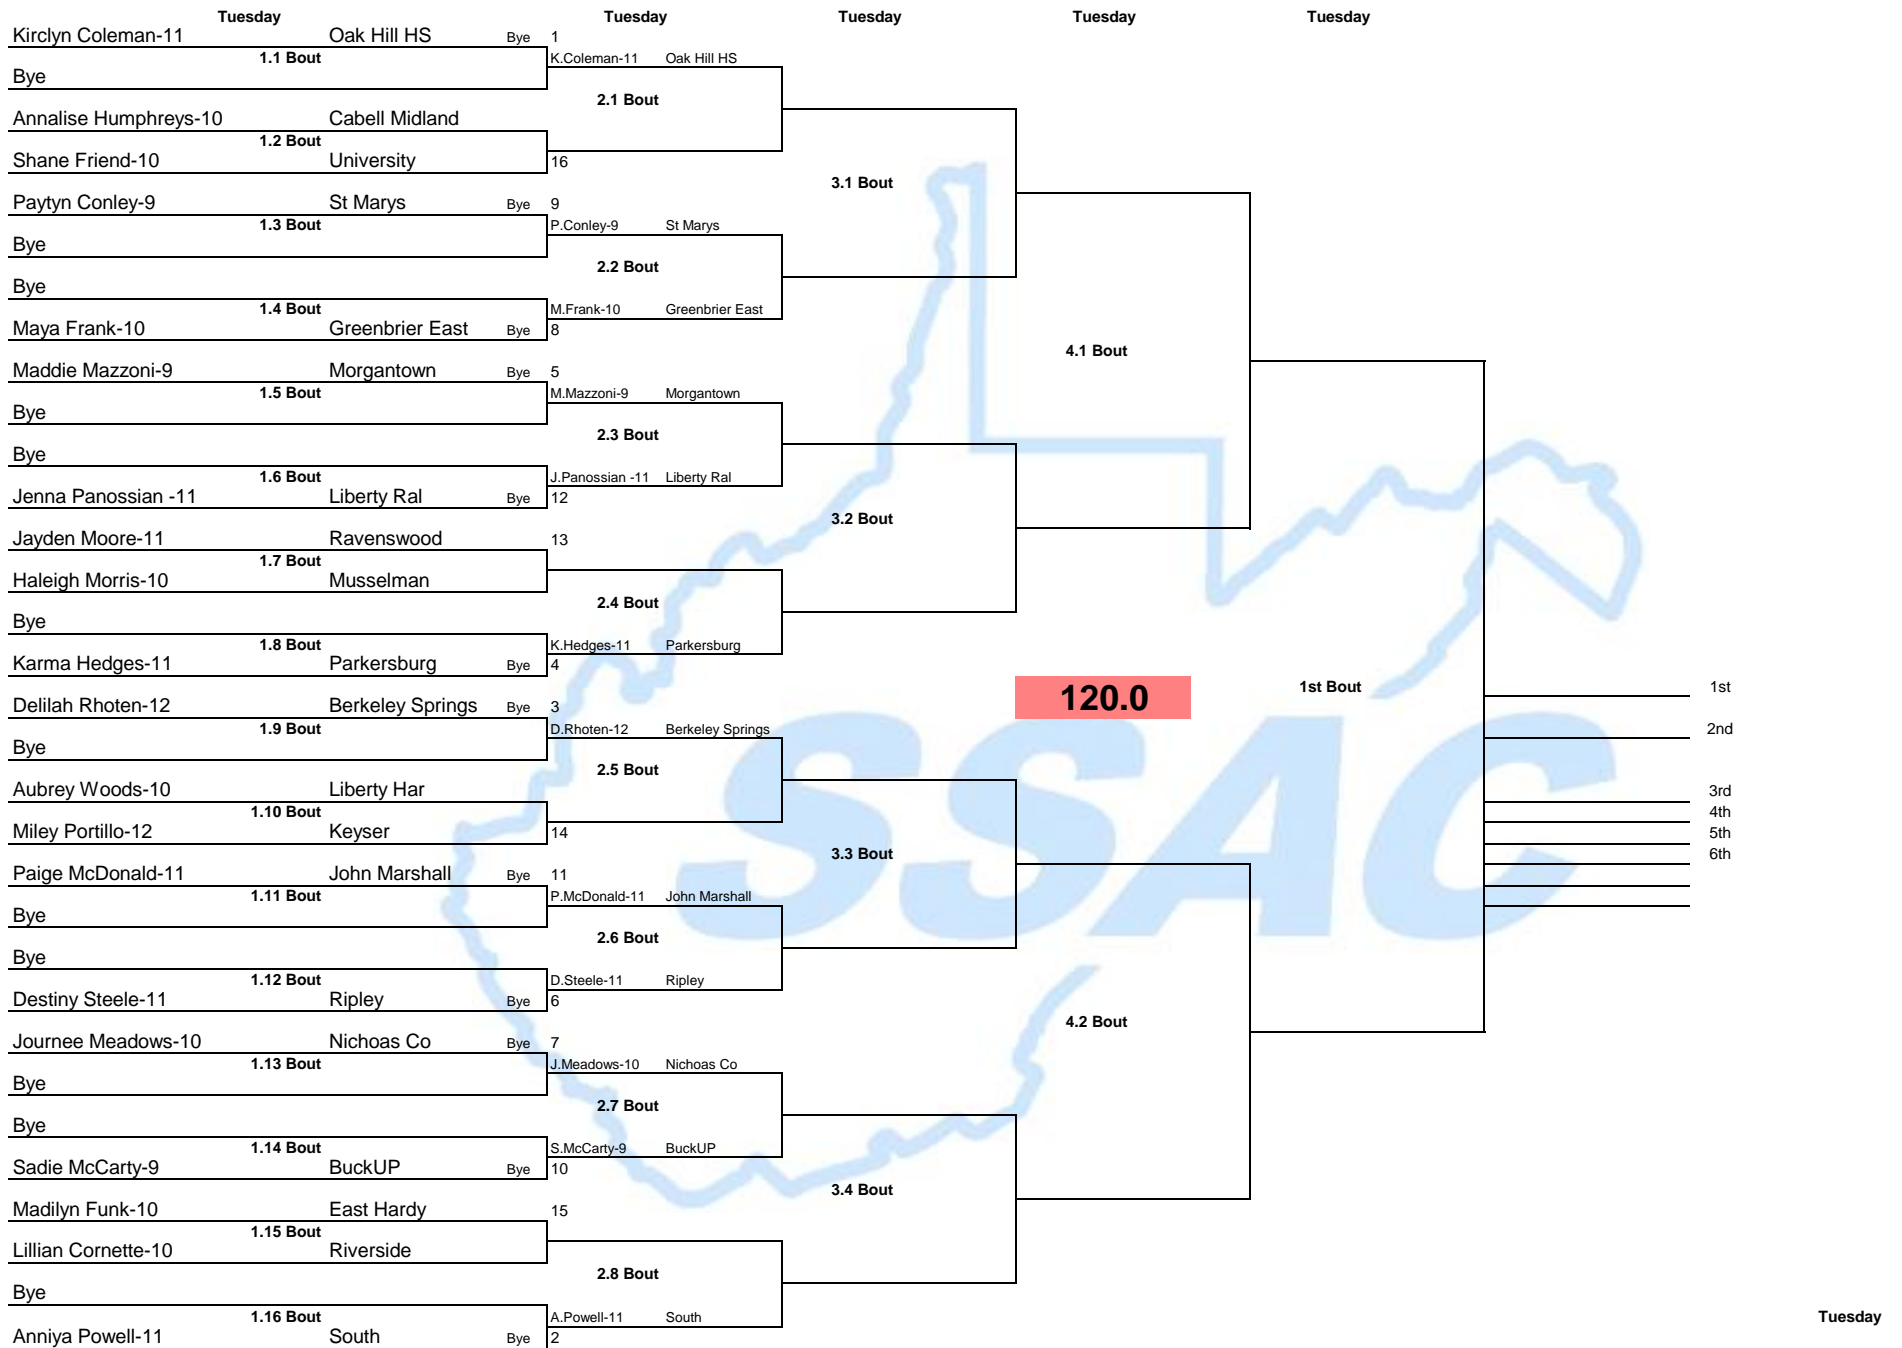 Tuesday Tuesday Tuesday Tuesday Tuesday
Kirclyn Coleman-11 Oak Hill HS Bye 1
1.1 Bout K.Coleman-11 Oak Hill HS
Bye
2.1 Bout
Annalise Humphreys-10 Cabell Midland
1.2 Bout
Shane Friend-10 University 16
3.1 Bout
Paytyn Conley-9 St Marys Bye 9
1.3 Bout P.Conley-9 St Marys
Bye
2.2 Bout
Bye
1.4 Bout M.Frank-10 Greenbrier East
Maya Frank-10 Greenbrier East Bye 8
4.1 Bout
Maddie Mazzoni-9 Morgantown Bye 5
1.5 Bout M.Mazzoni-9 Morgantown
Bye
2.3 Bout
Bye
1.6 Bout J.Panossian -11 Liberty Ral
Jenna Panossian -11 Liberty Ral Bye 12
3.2 Bout
Jayden Moore-11 Ravenswood 13
1.7 Bout
Haleigh Morris-10 Musselman
2.4 Bout
Bye
1.8 Bout K.Hedges-11 Parkersburg
Karma Hedges-11 Parkersburg Bye 4
120.0 1st Bout 1st
Delilah Rhoten-12 Berkeley Springs Bye 3
1.9 Bout D.Rhoten-12 Berkeley Springs 2nd
Bye
2.5 Bout
Aubrey Woods-10 Liberty Har 3rd
1.10 Bout 4th
Miley Portillo-12 Keyser 14 5th
3.3 Bout 6th
SSAC
Paige McDonald-11 John Marshall Bye 11
1.11 Bout P.McDonald-11 John Marshall
Bye
2.6 Bout
Bye
1.12 Bout D.Steele-11 Ripley
Destiny Steele-11 Ripley Bye 6
4.2 Bout
Journee Meadows-10 Nichoas Co Bye 7
1.13 Bout J.Meadows-10 Nichoas Co
Bye
2.7 Bout
Bye
1.14 Bout S.McCarty-9 BuckUP
Sadie McCarty-9 BuckUP Bye 10
3.4 Bout
Madilyn Funk-10 East Hardy 15
1.15 Bout
Lillian Cornette-10 Riverside
2.8 Bout
Bye
1.16 Bout A.Powell-11 South Tuesday
Anniya Powell-11 South Bye 2